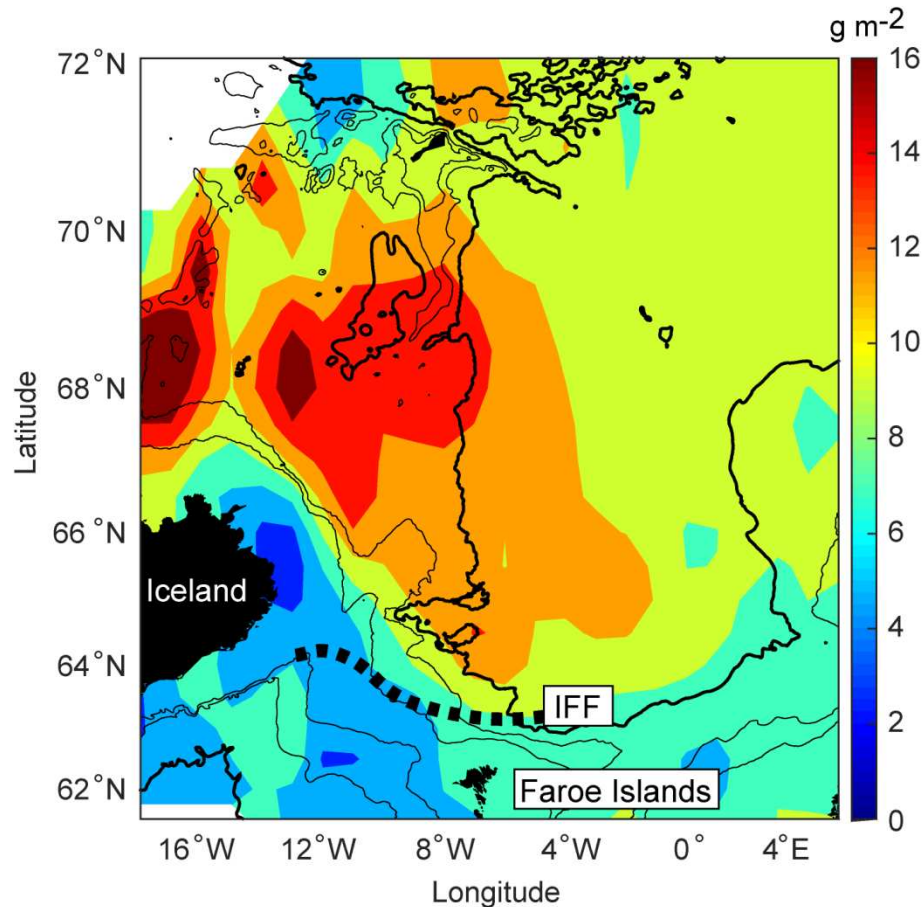 g m-2
16
14
12
10
8
6
4
2
0
72˚N
70˚N
68˚N
66˚N
64˚N
62˚N
Latitude
Iceland
IFF
Faroe Islands
16˚W 12˚W 8˚W 4˚W 0˚ 4˚E
Longitude